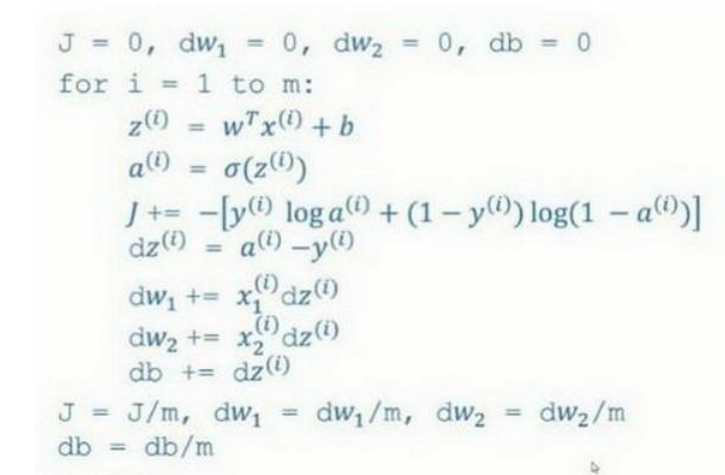 J = 0, dw₁ = 0, dw₂ = 0, db = 0
for i = 1 to m:
z⁽ⁱ⁾ = wᵀx⁽ⁱ⁾ + b
a⁽ⁱ⁾ = σ(z⁽ⁱ⁾)
J += −[y⁽ⁱ⁾ log a⁽ⁱ⁾ + (1 − y⁽ⁱ⁾) log(1 − a⁽ⁱ⁾)]
dz⁽ⁱ⁾ = a⁽ⁱ⁾ − y⁽ⁱ⁾
dw₁ += x₁⁽ⁱ⁾dz⁽ⁱ⁾
dw₂ += x₂⁽ⁱ⁾dz⁽ⁱ⁾
db += dz⁽ⁱ⁾
J = J/m, dw₁ = dw₁/m, dw₂ = dw₂/m
db = db/m